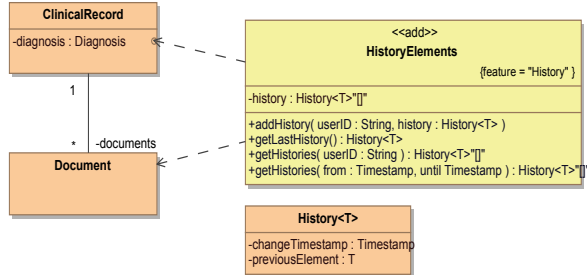 ClinicalRecord
-diagnosis : Diagnosis
1
*
-documents
Document
<<add>>
HistoryElements
{feature = "History" }
-history : History<T>"[]"
+addHistory( userID : String, history : History<T> )
+getLastHistory() : History<T>
+getHistories( userID : String ) : History<T>"[]"
+getHistories( from : Timestamp, until Timestamp ) : History<T>"[]"
History<T>
-changeTimestamp : Timestamp
-previousElement : T